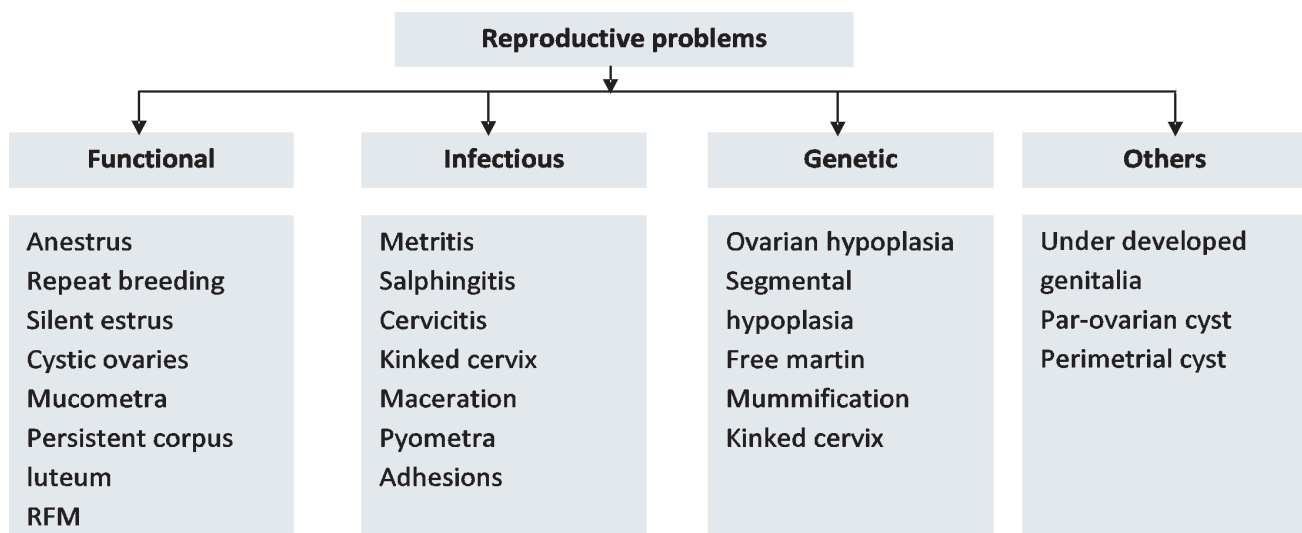 Reproductive problems
Functional
Infectious
Genetic
Others
Anestrus
Repeat breeding
Silent estrus
Cystic ovaries
Mucometra
Persistent corpus
luteum
RFM
Metritis
Salphingitis
Cervicitis
Kinked cervix
Maceration
Pyometra
Adhesions
Ovarian hypoplasia
Segmental
hypoplasia
Free martin
Mummification
Kinked cervix
Under developed
genitalia
Par-ovarian cyst
Perimetrial cyst